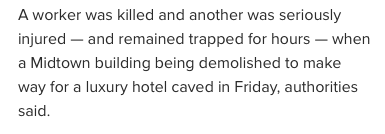 A worker was killed and another was seriously
injured — and remained trapped for hours — when
a Midtown building being demolished to make
way for a luxury hotel caved in Friday, authorities
said.